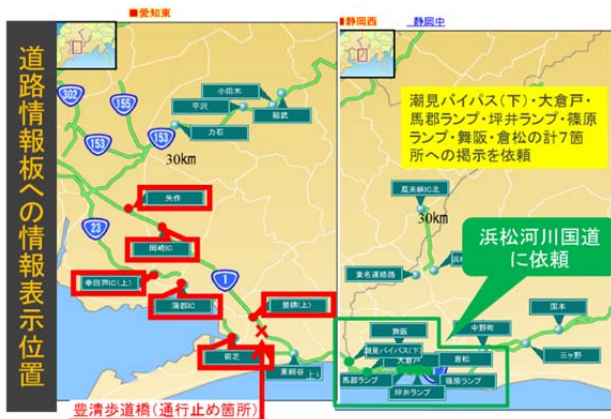 ■愛知東
■静岡西
静岡中
道路情報板への情報表示位置
302
155
153
153
153
23
1
小田木
平沢
稲武
力石
30km
矢作
岡崎IC
幸田芦IC(上)
蒲郡IC
豊橋(上)
前芝
東細谷
豊清歩道橋(通行止め箇所)
潮見バイパス(下)・大倉戸・
馬郡ランプ・坪井ランプ・篠原
ランプ・舞阪・倉松の計7箇
所への掲示を依頼
鳳来峡IC北
30km
浜松河川国道
に依頼
東名連絡路
浜
国本
中野町
舞阪
三ヶ野
潮見バイパス(下)
大倉戸
倉松
馬郡ランプ
篠原ランプ
坪井ランプ